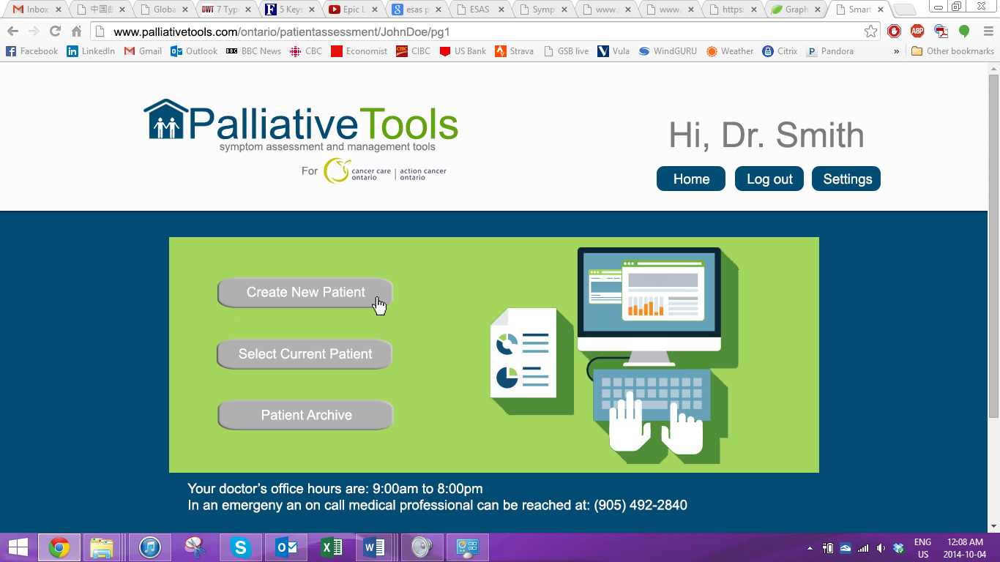 Inbox
中国曲
Globa
DWT 7 Type
F 5 Keys
Epic L
esas p
ESAS
Symp
www.
www.
https:
Graph
Smart
www.palliativetools.com/ontario/patientassessment/JohnDoe/pg1
ABP
Facebook LinkedIn Gmail Outlook BBC News CBC Economist CIBC US Bank Strava GSB live Vula WindGURU Weather Citrix Pandora » Other bookmarks
PalliativeTools
symptom assessment and management tools
For cancer care ontario | action cancer ontario
Hi, Dr. Smith
Home Log out Settings
Create New Patient
Select Current Patient
Patient Archive
Your doctor's office hours are: 9:00am to 8:00pm
In an emergeny an on call medical professional can be reached at: (905) 492-2840
ENG 12:08 AM
US 2014-10-04